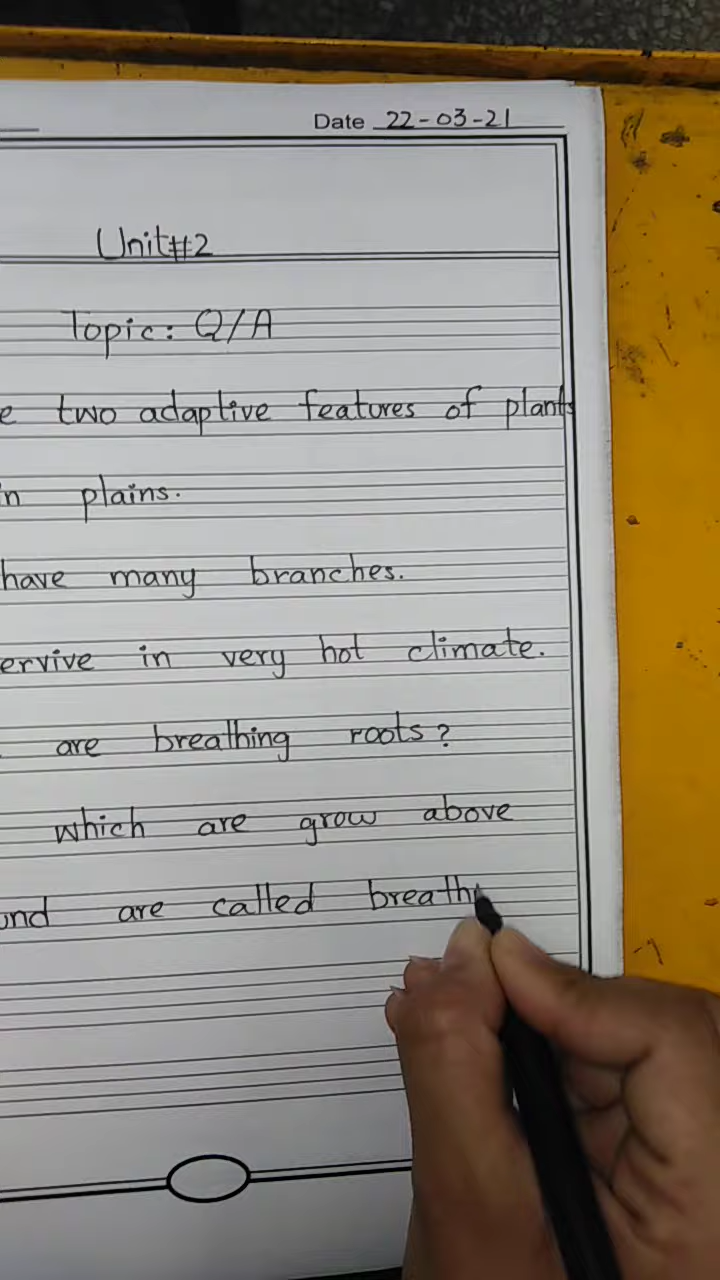 Date 22-03-21
Unit#2
Topic: Q/A
e two adaptive features of plants
in plains.
have many branches.
ervive in very hot climate.
are breathing roots?
which are grow above
und are called breath